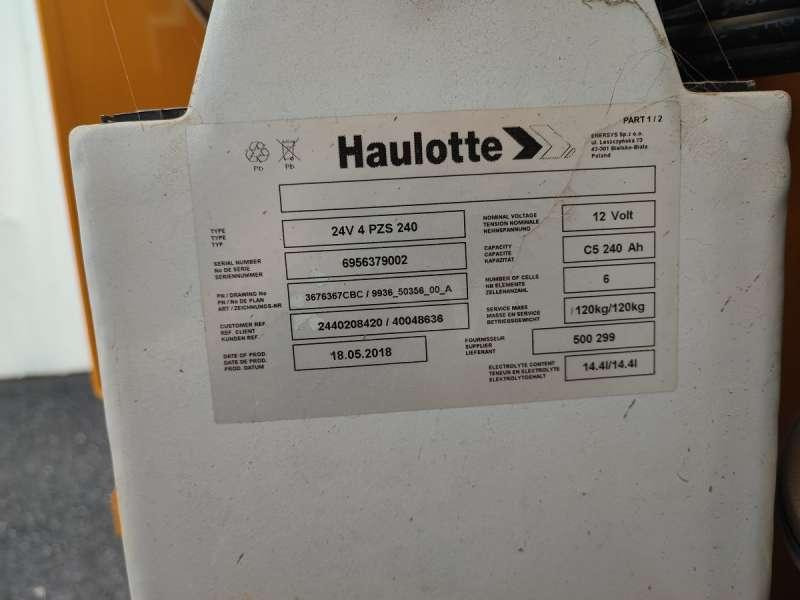 PART 1 / 2
Haulotte
ENERSYS Sp. z o.o.
ul. Leszczyńska 73
43-301 Bielsko-Biała
Poland
Pb
Pb
TYPE
TYPE
TYP
24V 4 PZS 240
SERIAL NUMBER
No DE SERIE
SERIENNUMMER
6956379002
PN / DRAWING No
PN / No DE PLAN
ART / ZEICHNUNGS-NR
3676367CBC / 9936_50356_00_A
CUSTOMER REF.
REF. CLIENT
KUNDEN REF.
2440208420 / 40048636
DATE OF PROD.
DATE DE PROD.
PROD. DATUM
18.05.2018
NOMINAL VOLTAGE
TENSION NOMINALE
NENNSPANNUNG
12 Volt
CAPACITY
CAPACITE
KAPAZITÄT
C5 240 Ah
NUMBER OF CELLS
NB ELEMENTS
ZELLENANZAHL
6
SERVICE MASS
MASSE EN SERVICE
BETRIEBSGEWICHT
120kg/120kg
FOURNISSEUR
SUPPLIER
LIEFERANT
500 299
ELECTROLYTE CONTENT
TENEUR EN ELECTROLYTE
ELEKTROLYTGEHALT
14.4l/14.4l